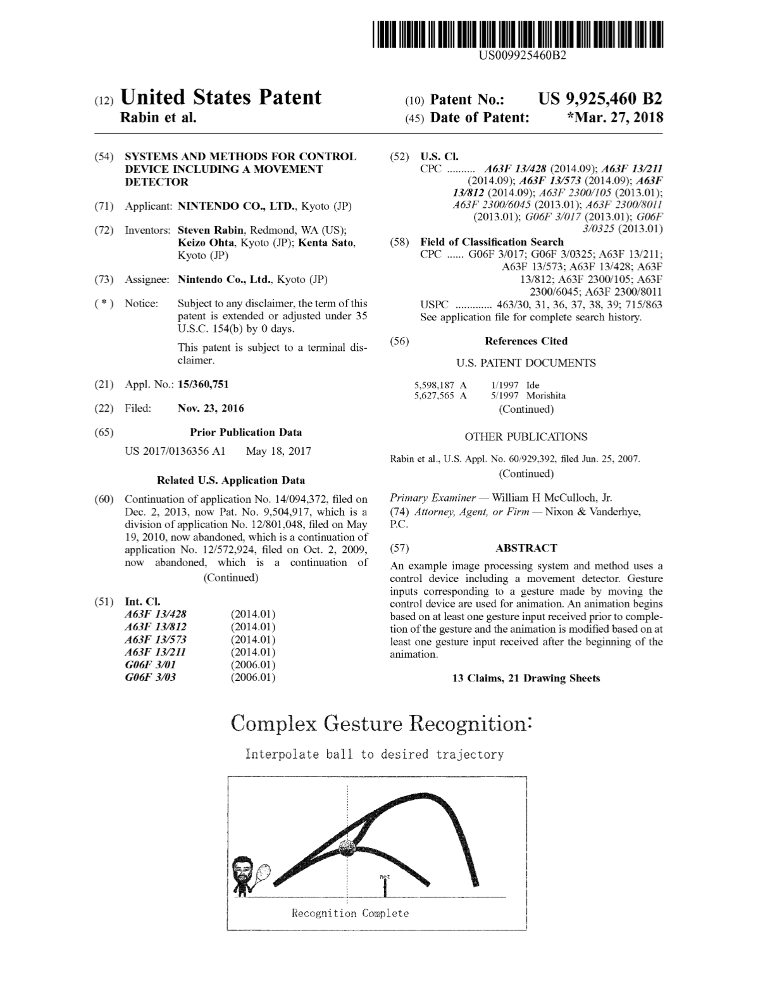 US009925460B2
(12) United States Patent
Rabin et al.
(10) Patent No.: US 9,925,460 B2
(45) Date of Patent: *Mar. 27, 2018
(54) SYSTEMS AND METHODS FOR CONTROL
DEVICE INCLUDING A MOVEMENT
DETECTOR
(71) Applicant: NINTENDO CO., LTD., Kyoto (JP)
(72) Inventors: Steven Rabin, Redmond, WA (US);
Keizo Ohta, Kyoto (JP); Kenta Sato,
Kyoto (JP)
(73) Assignee: Nintendo Co., Ltd., Kyoto (JP)
( * ) Notice: Subject to any disclaimer, the term of this
patent is extended or adjusted under 35
U.S.C. 154(b) by 0 days.
This patent is subject to a terminal dis-
claimer.
(21) Appl. No.: 15/360,751
(22) Filed: Nov. 23, 2016
(65) Prior Publication Data
US 2017/0136356 A1 May 18, 2017
Related U.S. Application Data
(60) Continuation of application No. 14/094,372, filed on
Dec. 2, 2013, now Pat. No. 9,504,917, which is a
division of application No. 12/801,048, filed on May
19, 2010, now abandoned, which is a continuation of
application No. 12/572,924, filed on Oct. 2, 2009,
now abandoned, which is a continuation of
(Continued)
(51) Int. Cl.
A63F 13/428 (2014.01)
A63F 13/812 (2014.01)
A63F 13/573 (2014.01)
A63F 13/211 (2014.01)
G06F 3/01 (2006.01)
G06F 3/03 (2006.01)
(52) U.S. Cl.
CPC .......... A63F 13/428 (2014.09); A63F 13/211
(2014.09); A63F 13/573 (2014.09); A63F
13/812 (2014.09); A63F 2300/105 (2013.01);
A63F 2300/6045 (2013.01); A63F 2300/8011
(2013.01); G06F 3/017 (2013.01); G06F
3/0325 (2013.01)
(58) Field of Classification Search
CPC ...... G06F 3/017; G06F 3/0325; A63F 13/211;
A63F 13/573; A63F 13/428; A63F
13/812; A63F 2300/105; A63F
2300/6045; A63F 2300/8011
USPC ............ 463/30, 31, 36, 37, 38, 39; 715/863
See application file for complete search history.
(56) References Cited
U.S. PATENT DOCUMENTS
5,598,187 A 1/1997 Ide
5,627,565 A 5/1997 Morishita
(Continued)
OTHER PUBLICATIONS
Rabin et al., U.S. Appl. No. 60/929,392, filed Jun. 25, 2007.
(Continued)
Primary Examiner — William H McCulloch, Jr.
(74) Attorney, Agent, or Firm — Nixon & Vanderhye,
P.C.
(57) ABSTRACT
An example image processing system and method uses a
control device including a movement detector. Gesture
inputs corresponding to a gesture made by moving the
control device are used for animation. An animation begins
based on at least one gesture input received prior to comple-
tion of the gesture and the animation is modified based on at
least one gesture input received after the beginning of the
animation.
13 Claims, 21 Drawing Sheets
Complex Gesture Recognition:
Interpolate ball to desired trajectory
net
Recognition Complete